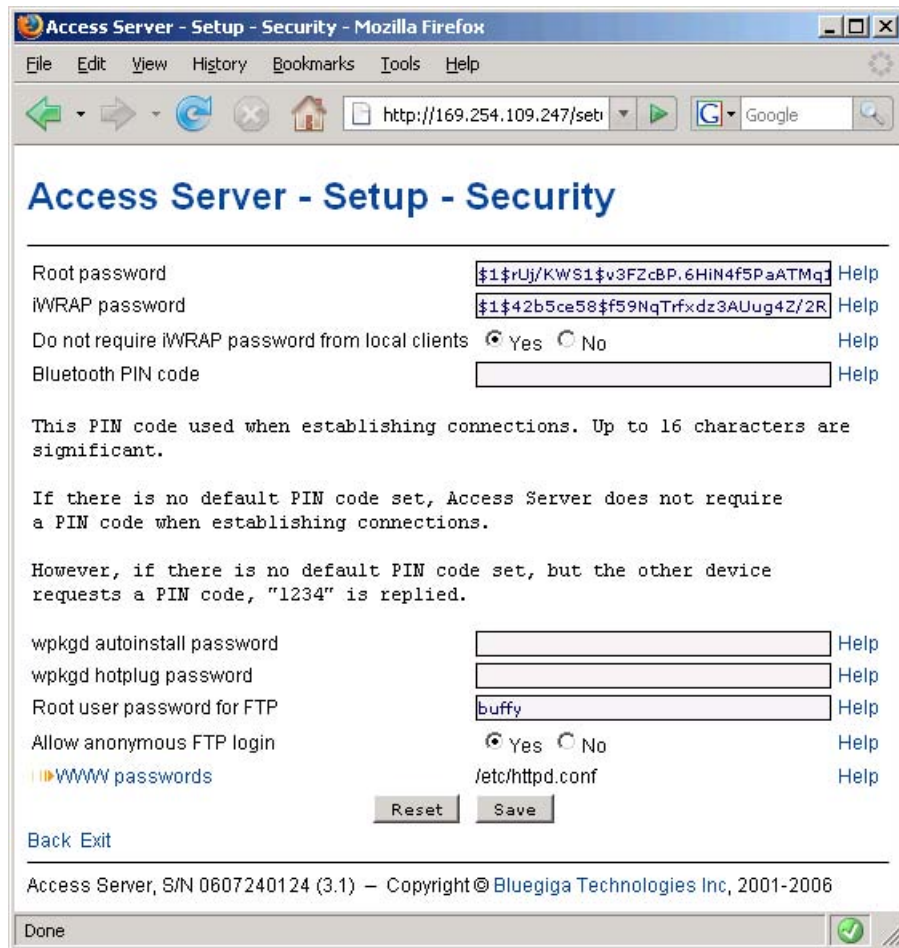 Access Server - Setup - Security - Mozilla Firefox
File Edit View History Bookmarks Tools Help
http://169.254.109.247/setu
G Google
Access Server - Setup - Security
Root password $1$rUj/KWS1$v3FZcBP.6HiN4f5PaATMq1 Help
iWRAP password $1$42b5ce58$f59NqTrfxdz3AUug4Z/2R Help
Do not require iWRAP password from local clients Yes No Help
Bluetooth PIN code Help
This PIN code used when establishing connections. Up to 16 characters are
significant.
If there is no default PIN code set, Access Server does not require
a PIN code when establishing connections.
However, if there is no default PIN code set, but the other device
requests a PIN code, "1234" is replied.
wpkgd autoinstall password Help
wpkgd hotplug password Help
Root user password for FTP buffy Help
Allow anonymous FTP login Yes No Help
WWW passwords /etc/httpd.conf Help
Reset Save
Back Exit
Access Server, S/N 0607240124 (3.1) – Copyright © Bluegiga Technologies Inc, 2001-2006
Done